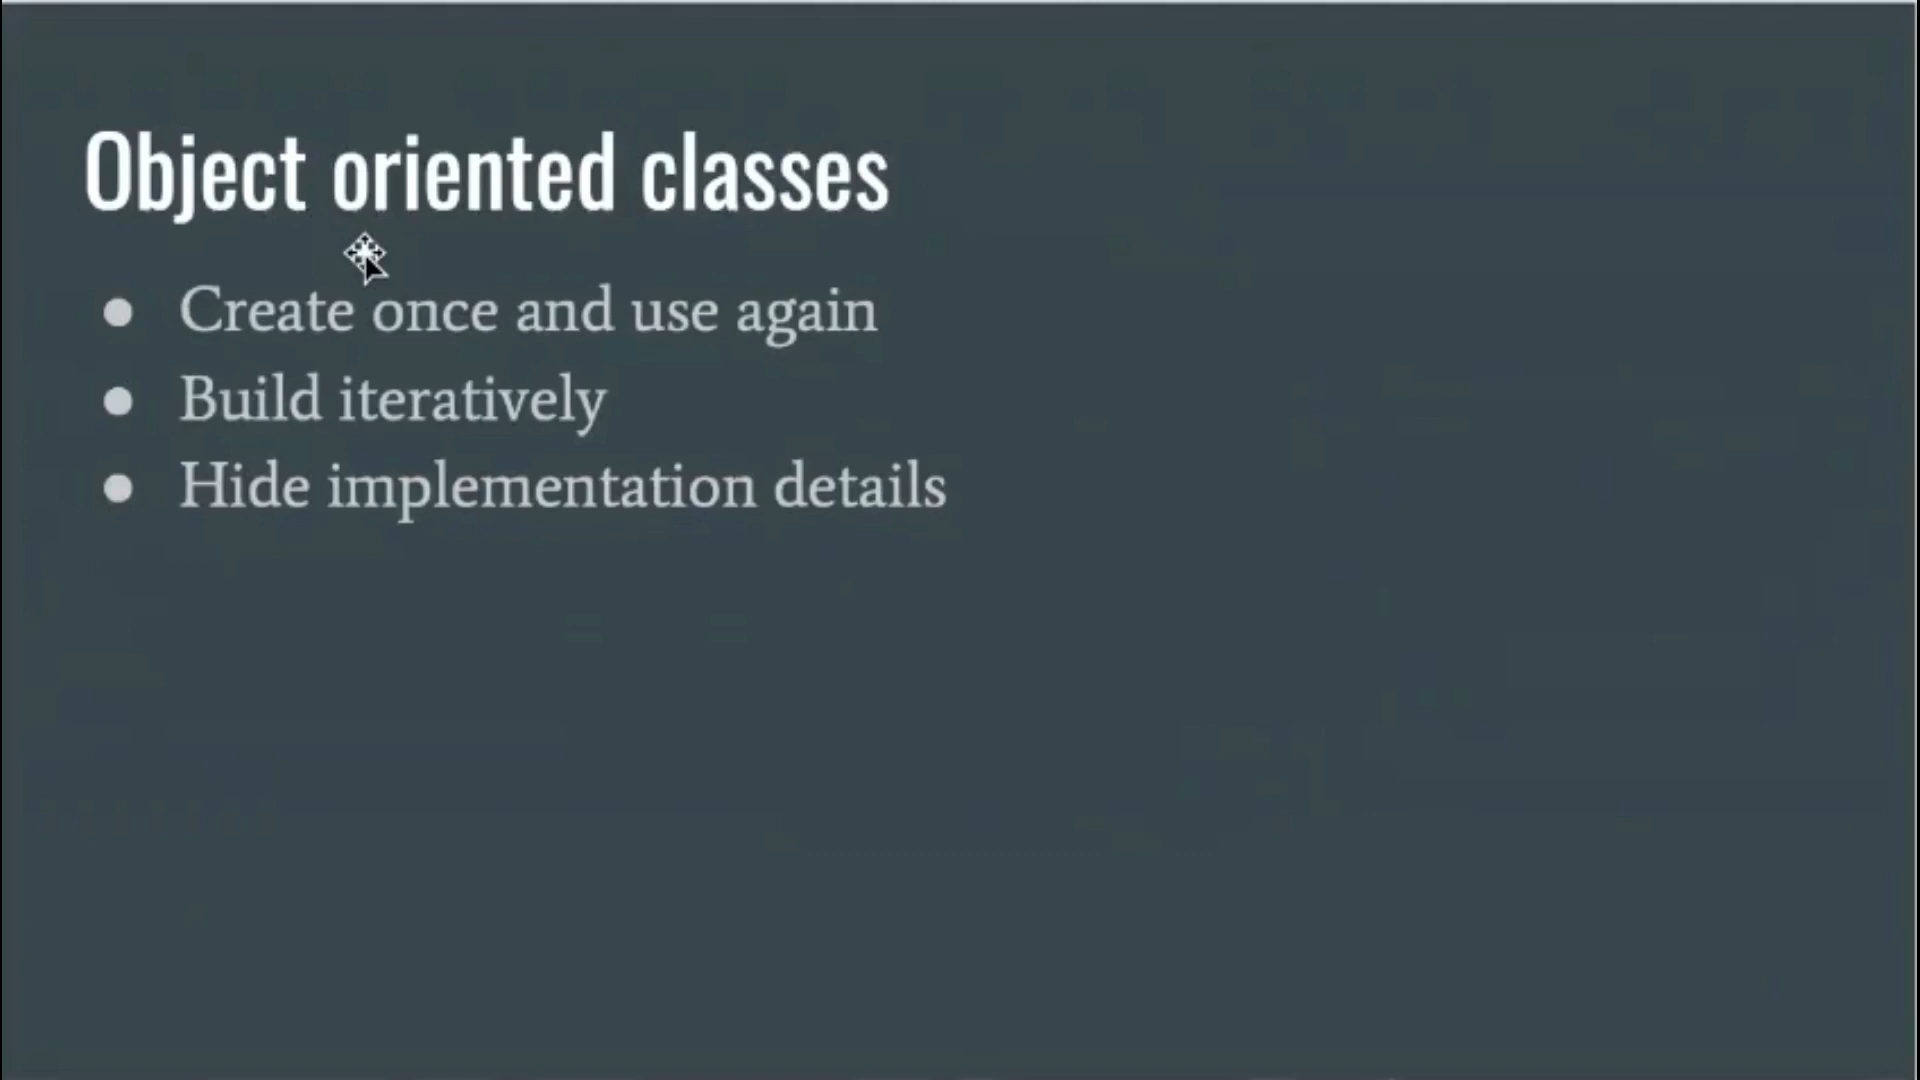 Object oriented classes
Create once and use again
Build iteratively
Hide implementation details